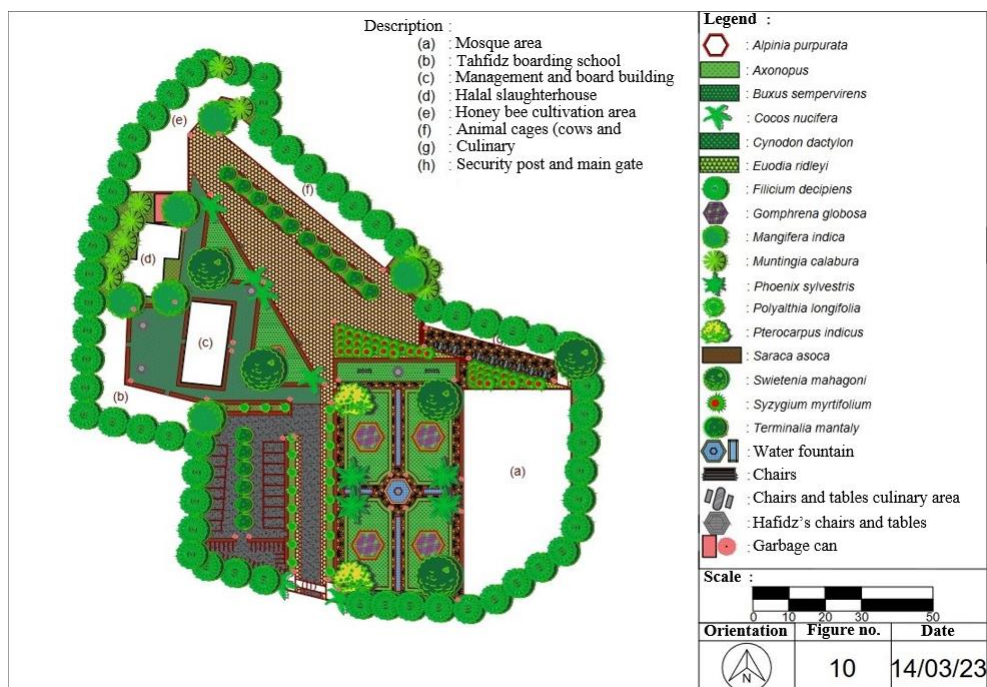 Description :
(a) : Mosque area
(b) : Tahfidz boarding school
(c) : Management and board building
(d) : Halal slaughterhouse
(e) : Honey bee cultivation area
(f) : Animal cages (cows and
(g) : Culinary
(h) : Security post and main gate
(e)
(f)
(d)
(c)
(b)
(a)
Legend :
: Alpinia purpurata
: Axonopus
: Buxus sempervirens
: Cocos nucifera
: Cynodon dactylon
: Euodia ridleyi
: Filicium decipiens
: Gomphrena globosa
: Mangifera indica
: Muntingia calabura
: Phoenix sylvestris
: Polyalthia longifolia
: Pterocarpus indicus
: Saraca asoca
: Swietenia mahagoni
: Syzygium myrtifolium
: Terminalia mantaly
: Water fountain
: Chairs
: Chairs and tables culinary area
: Hafidz's chairs and tables
: Garbage can
Scale :
0 10 20 30 50
Orientation Figure no. Date
N 10 14/03/23